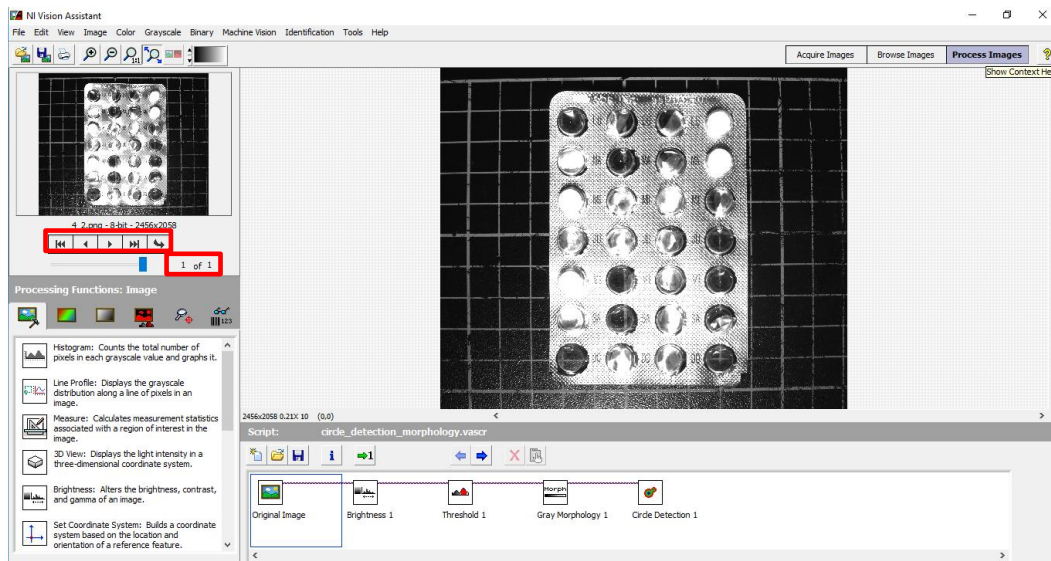 NI Vision Assistant
File Edit View Image Color Grayscale Binary Machine Vision Identification Tools Help
1:1
Acquire Images Browse Images Process Images ?
Show Context He
4_2.png - 8-bit - 2456x2058
1 of 1
Processing Functions: Image
123
Histogram: Counts the total number of
pixels in each grayscale value and graphs it.
Line Profile: Displays the grayscale
distribution along a line of pixels in an
image.
Measure: Calculates measurement statistics
associated with a region of interest in the
image.
3D View: Displays the light intensity in a
three-dimensional coordinate system.
Brightness: Alters the brightness, contrast,
and gamma of an image.
Set Coordinate System: Builds a coordinate
system based on the location and
orientation of a reference feature.
2456x2058 0.21X 10 (0,0)
Script: circle_detection_morphology.vascr
i
1
Morph
Original Image Brightness 1 Threshold 1 Gray Morphology 1 Circle Detection 1